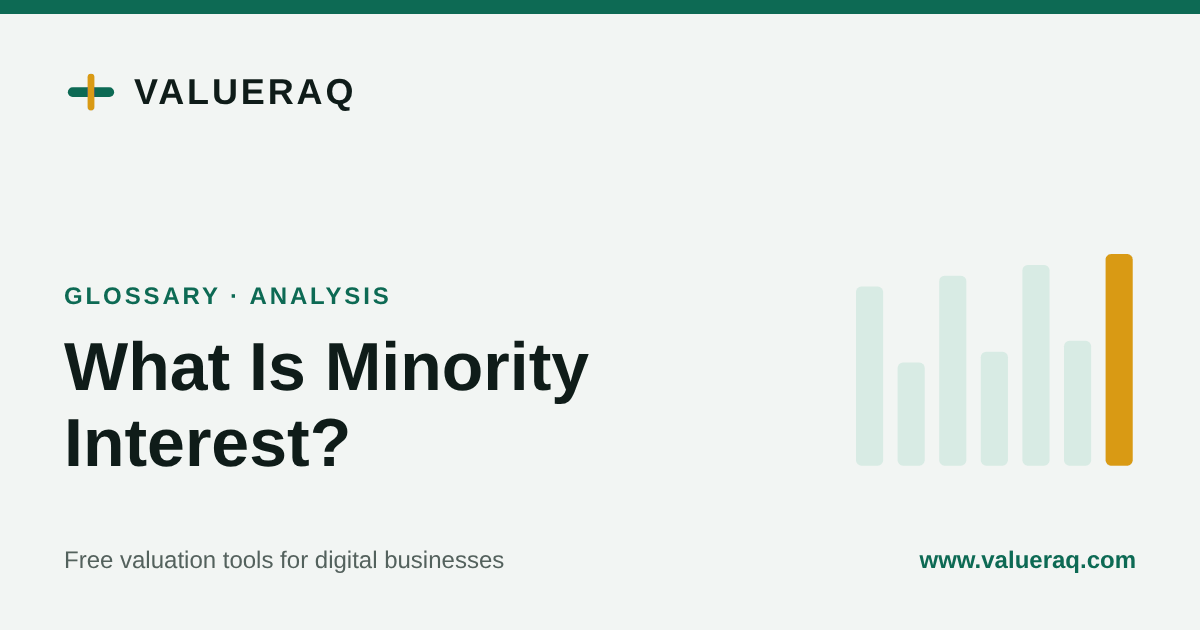 VALUERAQ
GLOSSARY · ANALYSIS
What Is Minority
Interest?
Free valuation tools for digital businesses
www.valueraq.com